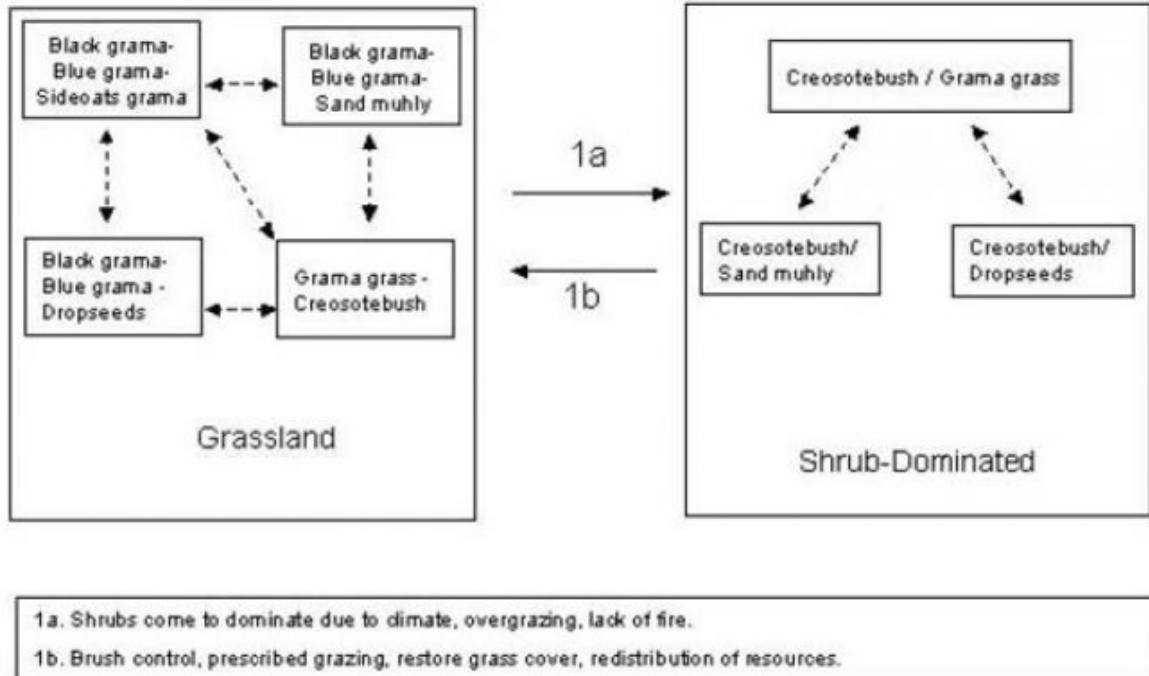 Black grama-
Blue grama-
Sideoats grama
Black grama-
Blue grama-
Sand muhly
Black grama-
Blue grama -
Dropseeds
Grama grass -
Creosotebush
Grassland
1a
1b
Creosotebush / Grama grass
Creosotebush/
Sand muhly
Creosotebush/
Dropseeds
Shrub-Dominated
1a. Shrubs come to dominate due to climate, overgrazing, lack of fire.
1b. Brush control, prescribed grazing, restore grass cover, redistribution of resources.